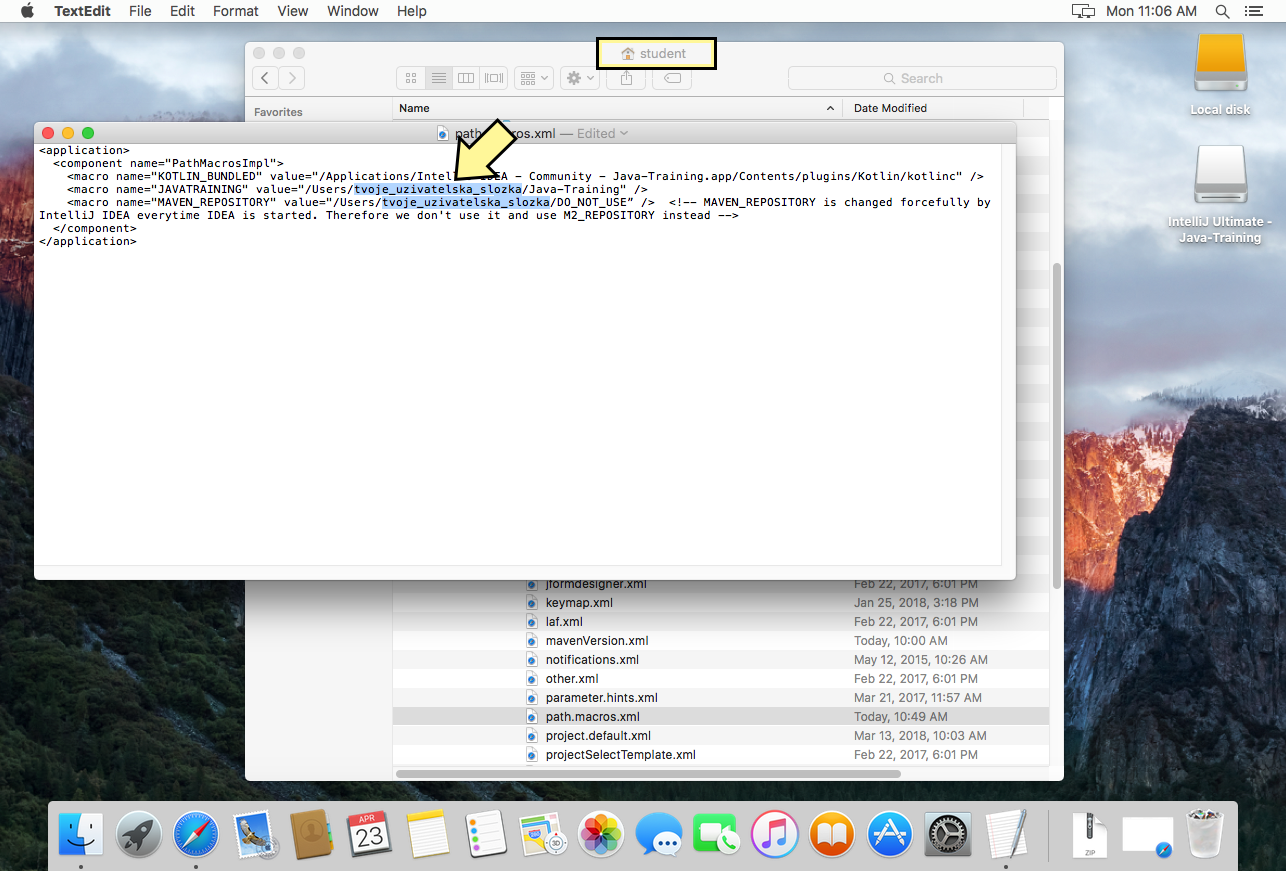 TextEdit File Edit Format View Window Help Mon 11:06 AM
student
Search
Favorites Name Date Modified
Local disk
IntelliJ Ultimate - Java-Training
— Edited
<application>
<component name="PathMacrosImpl">
<macro name="KOTLIN_BUNDLED" value="/Applications/IntelliJ IDEA - Community - Java-Training.app/Contents/plugins/Kotlin/kotlinc" />
<macro name="JAVATRAINING" value="/Users/tvoje_uzivatelska_slozka/Java-Training" />
<macro name="MAVEN_REPOSITORY" value="/Users/tvoje_uzivatelska_slozka/DO_NOT_USE” /> <!-- MAVEN_REPOSITORY is changed forcefully by
IntelliJ IDEA everytime IDEA is started. Therefore we don't use it and use M2_REPOSITORY instead -->
</component>
</application>
jformdesigner.xml Feb 22, 2017, 6:01 PM
keymap.xml Jan 25, 2018, 3:18 PM
laf.xml Feb 22, 2017, 6:01 PM
mavenVersion.xml Today, 10:00 AM
notifications.xml May 12, 2015, 10:26 AM
other.xml Feb 22, 2017, 6:01 PM
parameter.hints.xml Mar 21, 2017, 11:57 AM
path.macros.xml Today, 10:49 AM
project.default.xml Mar 13, 2018, 10:03 AM
projectSelectTemplate.xml Feb 22, 2017, 6:01 PM
APR
23
3D
ZIP